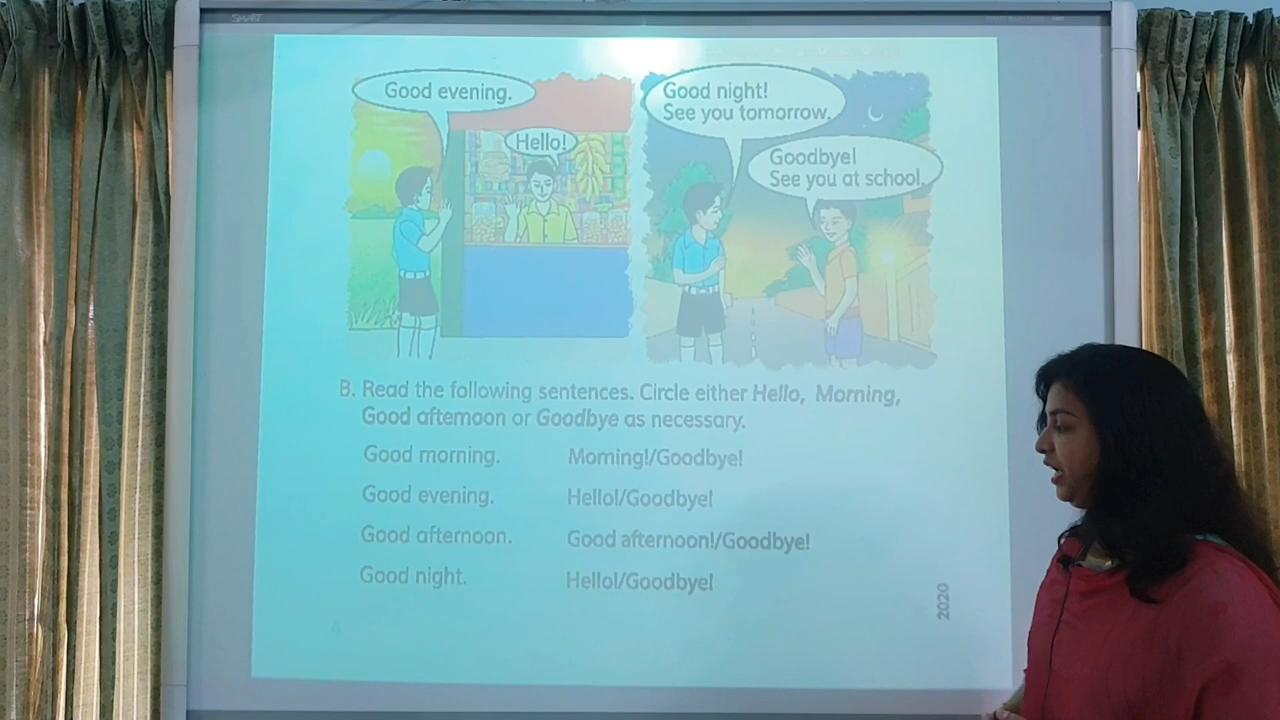 SMART
Good evening.
Hello!
Good night!
See you tomorrow.
Goodbye!
See you at school.
B. Read the following sentences. Circle either Hello, Morning,
Good afternoon or Goodbye as necessary.
Good morning. Morning!/Goodbye!
Good evening. Hello!/Goodbye!
Good afternoon. Good afternoon!/Goodbye!
Good night. Hello!/Goodbye!
2020
4